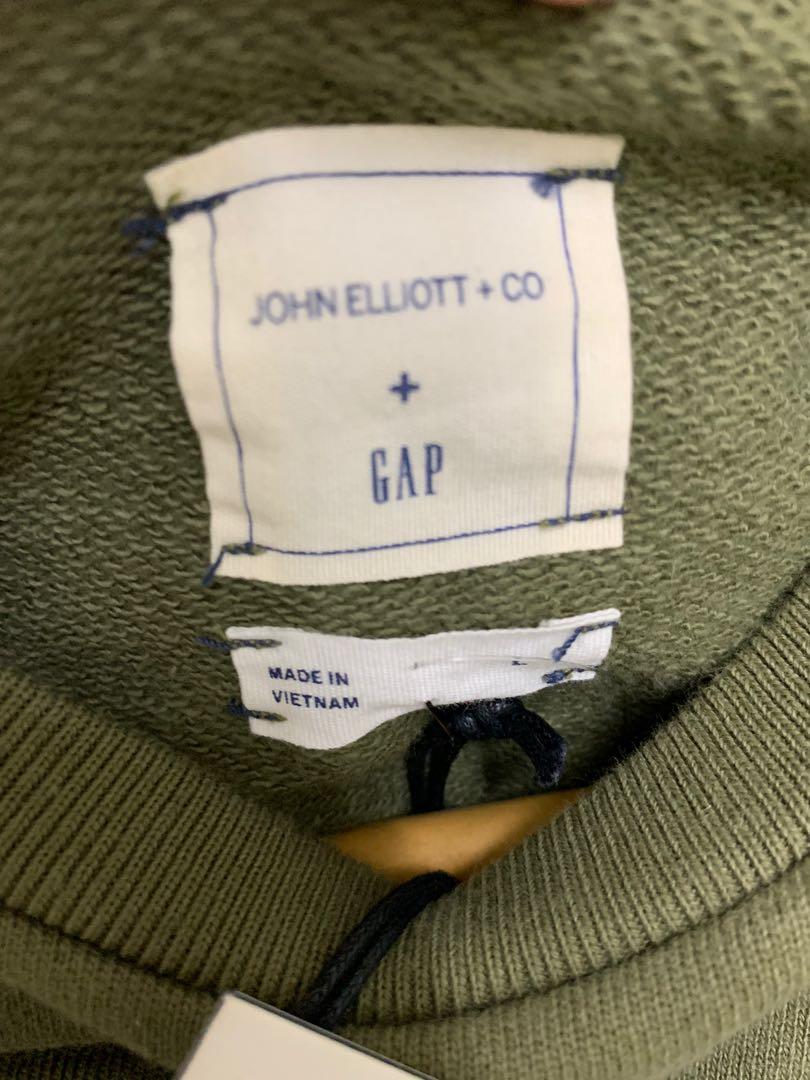 JOHN ELLIOTT + CO
+
GAP
MADE IN
VIETNAM